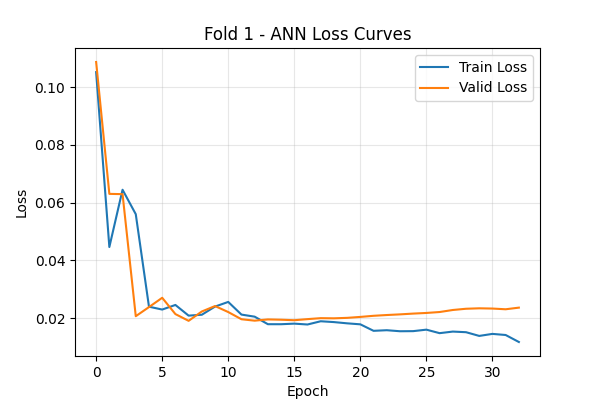 Fold 1 - ANN Loss Curves
Train Loss
Valid Loss
Loss
0.10
0.08
0.06
0.04
0.02
0 5 10 15 20 25 30
Epoch